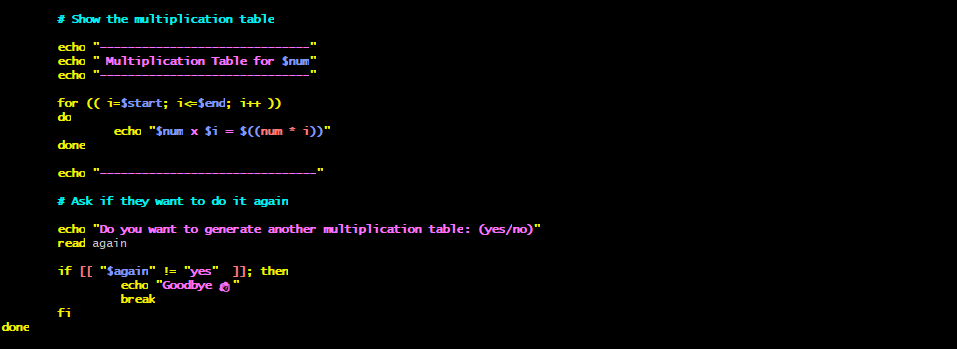 # Show the multiplication table
echo "------------------------------"
echo " Multiplication Table for $num"
echo "------------------------------"
for (( i=$start; i<=$end; i++ ))
do
echo "$num x $i = $((num * i))"
done
echo "-------------------------------"
# Ask if they want to do it again
echo "Do you want to generate another multiplication table: (yes/no)"
read again
if [[ "$again" != "yes"  ]]; then
echo "Goodbye 👋"
break
fi
done